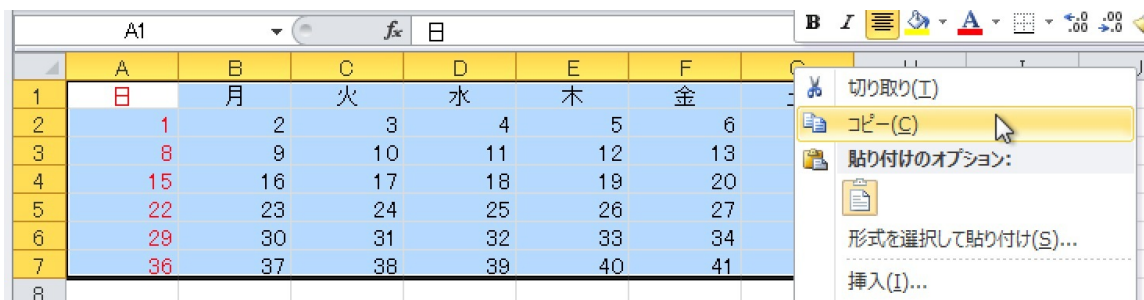 A1 fx 日
B I A .00 .0
A B C D E F
1 日 月 火 水 木 金
2 1 2 3 4 5 6
3 8 9 10 11 12 13
4 15 16 17 18 19 20
5 22 23 24 25 26 27
6 29 30 31 32 33 34
7 36 37 38 39 40 41
8
切り取り(T)
コピー(C)
貼り付けのオプション:
形式を選択して貼り付け(S)...
挿入(I)...